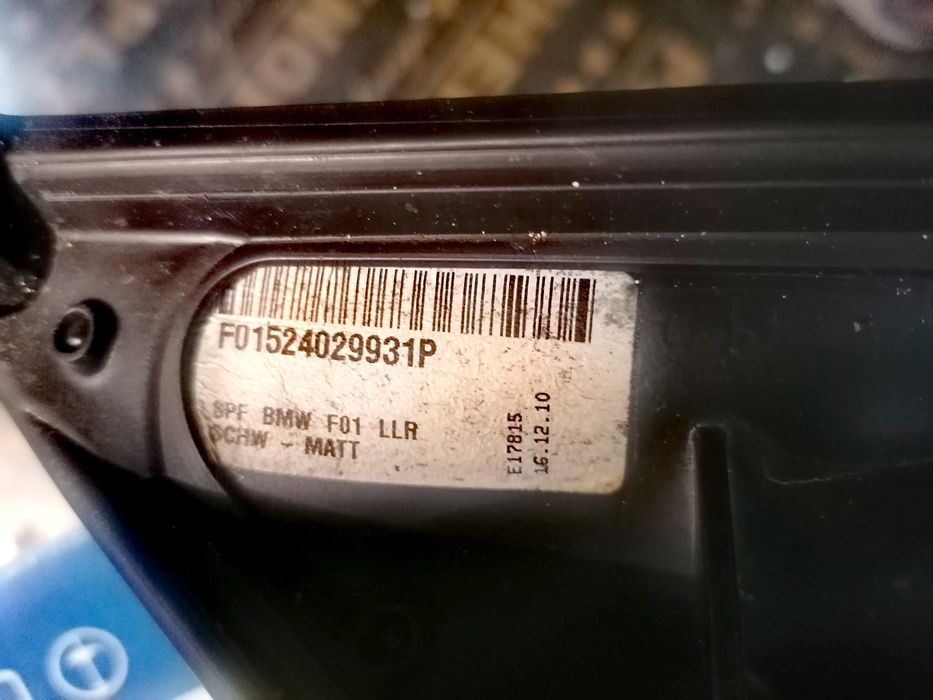 F01524029931P
SPF BMW F01 LLR
SCHW - MATT
E17815
16.12.10